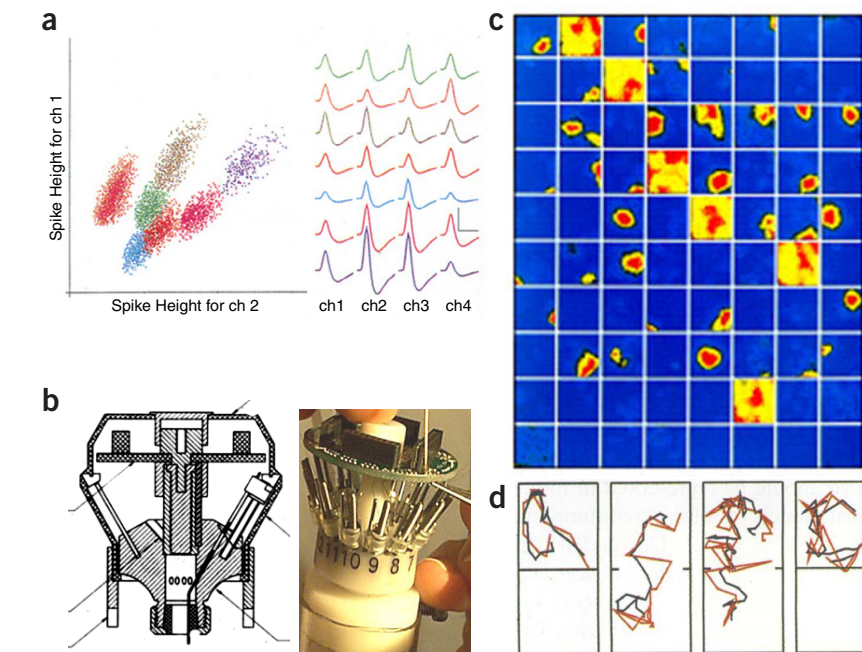 a
Spike Height for ch 1
Spike Height for ch 2
ch1 ch2 ch3 ch4
b
11 10 9 8 7
c
d